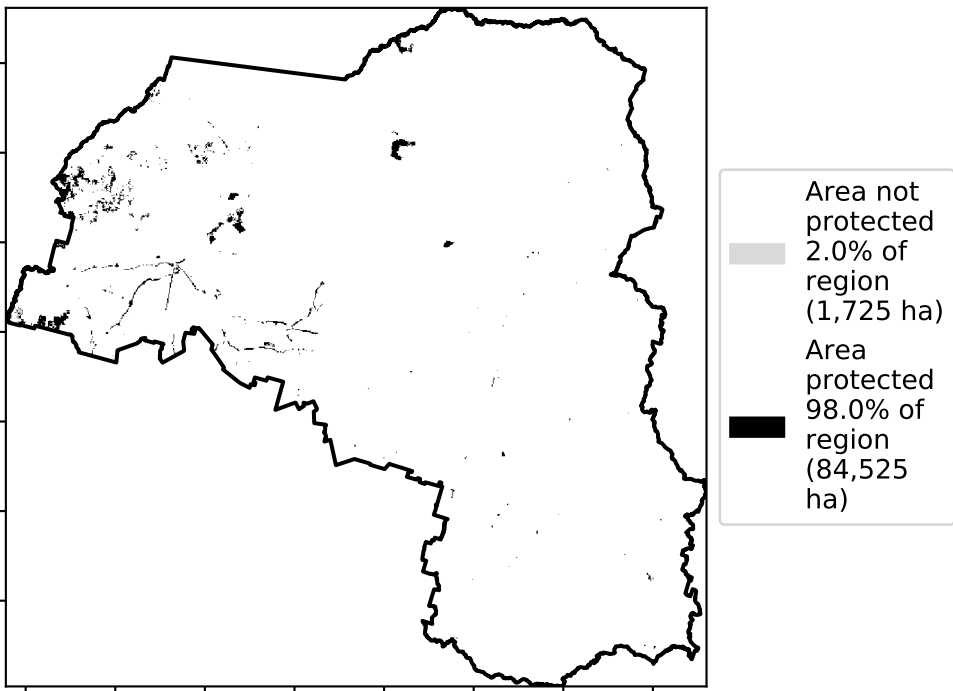 Area not
protected
2.0% of
region
(1,725 ha)
Area
protected
98.0% of
region
(84,525
ha)